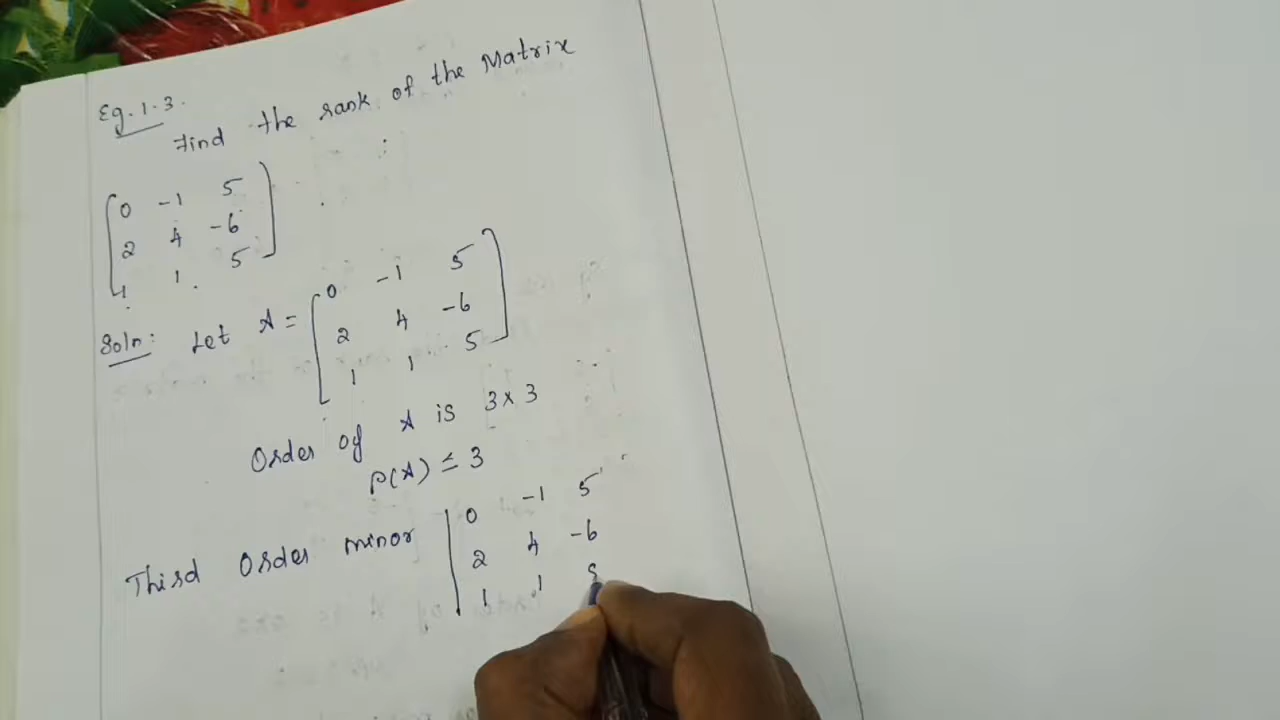 Eg. 1.3.
Find the rank of the Matrix
0 -1 5
2 4 -6
1 1 5
Soln: Let A = 
0 -1 5
2 4 -6
1 1 5
Order of A is 3×3
ρ(A) ≤ 3
Third Order minor
0 -1 5
2 4 -6
1 1